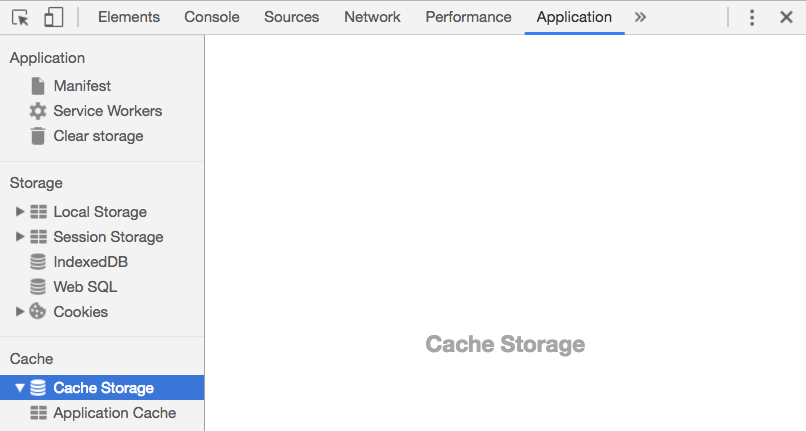 Elements Console Sources Network Performance Application »
Application
Manifest
Service Workers
Clear storage
Storage
Local Storage
Session Storage
IndexedDB
Web SQL
Cookies
Cache
Cache Storage
Application Cache
Cache Storage